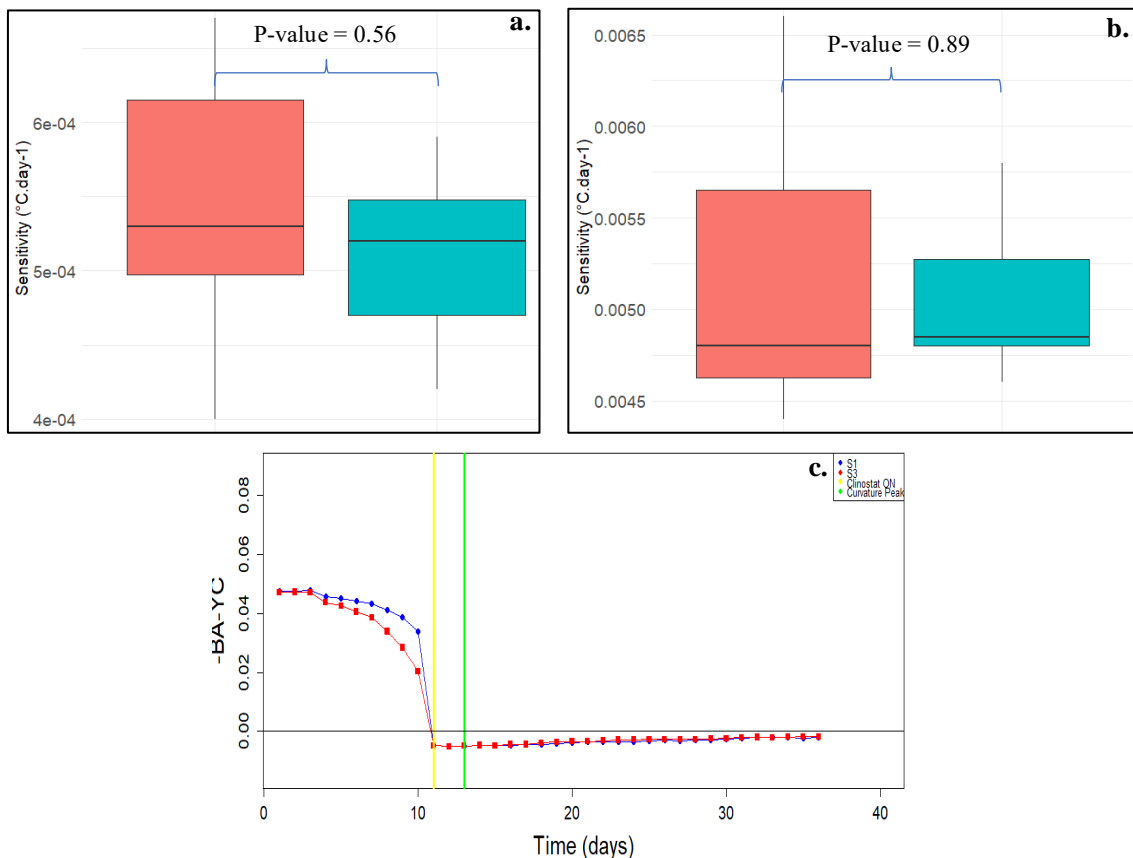 a.
P-value = 0.56
Sensitivity (°C.day-1)
6e-04
5e-04
4e-04
b.
P-value = 0.89
Sensitivity (°C.day-1)
0.0065
0.0060
0.0055
0.0050
0.0045
c.
S1
S3
Clinostat ON
Curvature Peak
-BA-YC
0.08
0.06
0.04
0.02
0.00
0 10 20 30 40
Time (days)